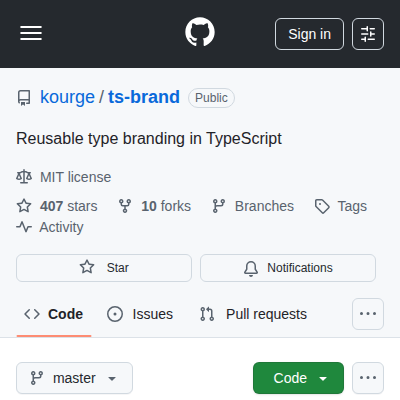 Sign in
kourge / ts-brand Public
Reusable type branding in TypeScript
MIT license
407 stars 10 forks Branches Tags
Activity
Star Notifications
Code Issues Pull requests
master Code